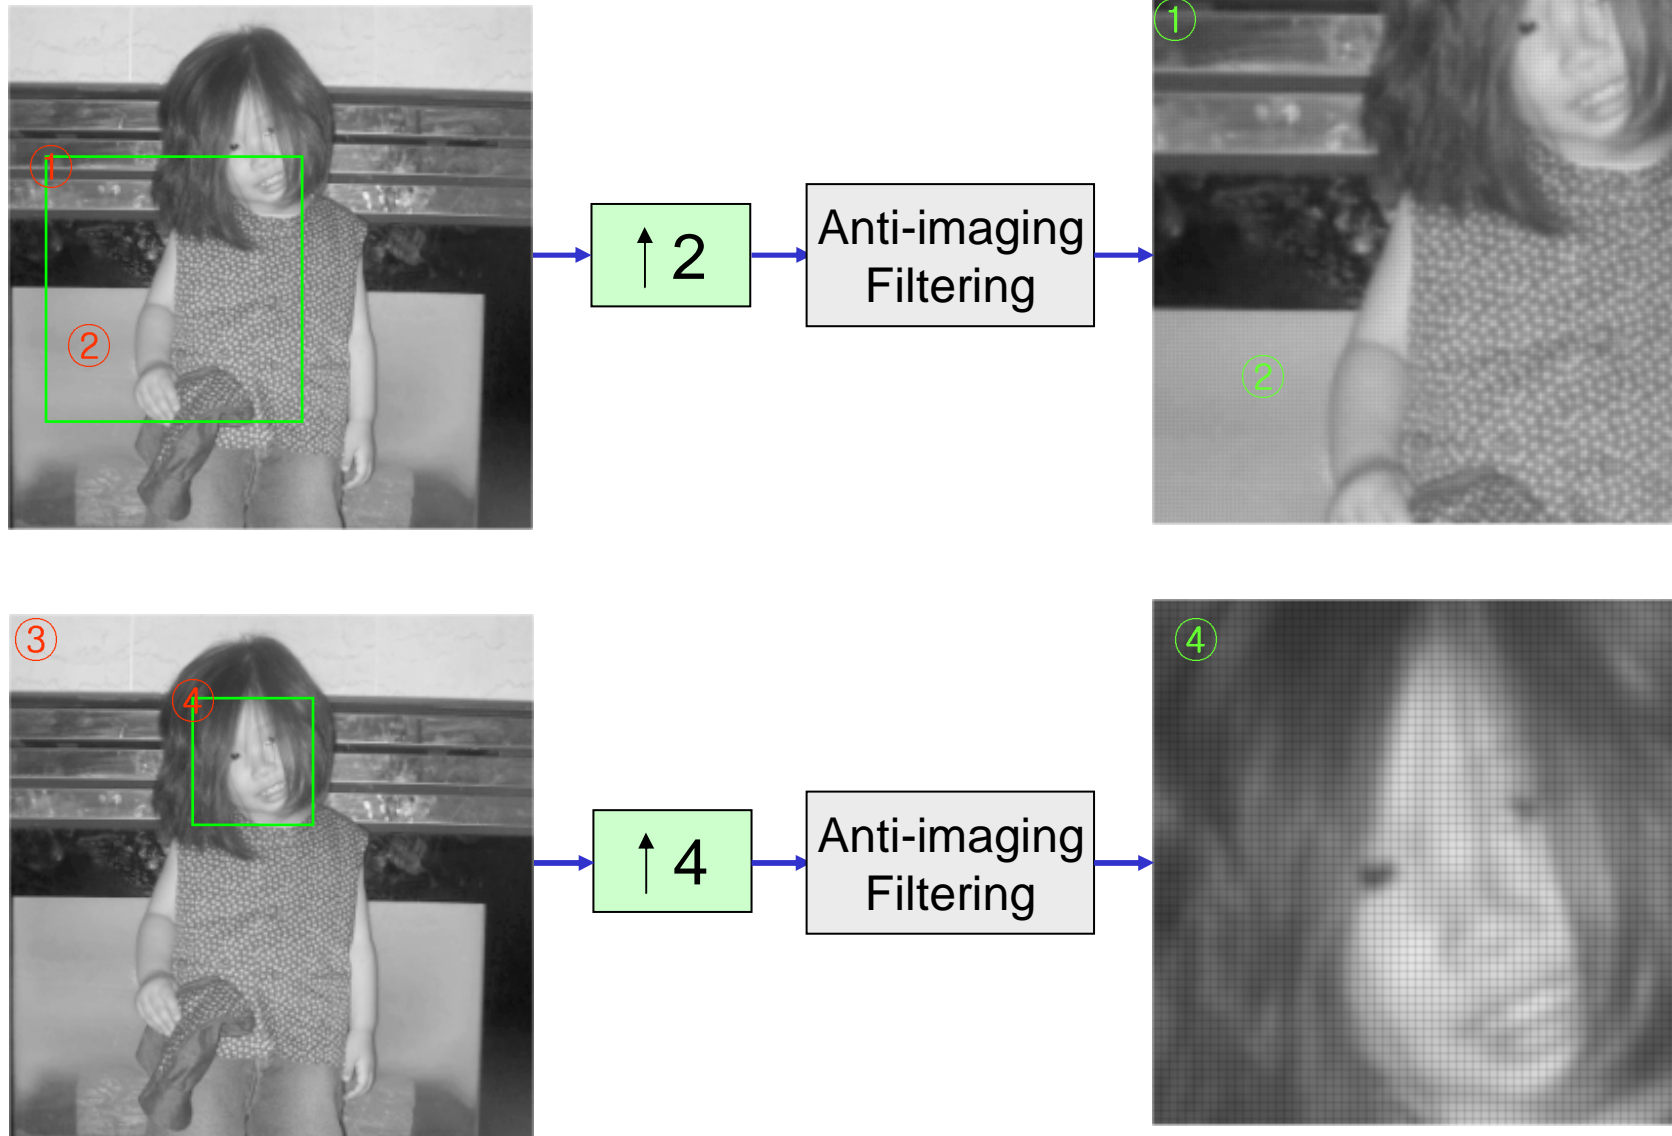 ①
②
↑ 2
Anti-imaging
Filtering
①
②
③
④
↑ 4
Anti-imaging
Filtering
④